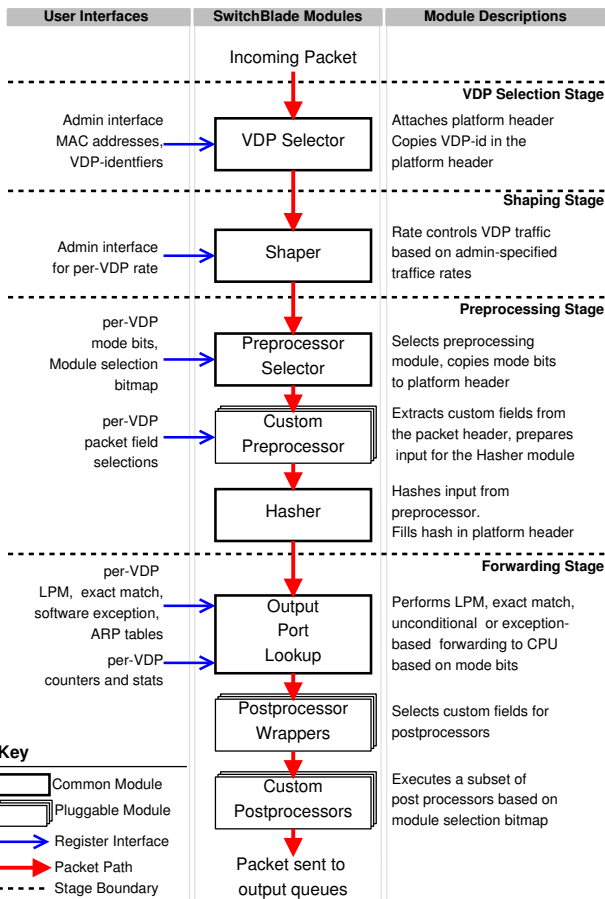 User Interfaces
SwitchBlade Modules
Module Descriptions
Incoming Packet
VDP Selection Stage
Admin interface
MAC addresses,
VDP-identfiers
VDP Selector
Attaches platform header
Copies VDP-id in the
platform header
Shaping Stage
Admin interface
for per-VDP rate
Shaper
Rate controls VDP traffic
based on admin-specified
traffice rates
Preprocessing Stage
per-VDP
mode bits,
Module selection
bitmap
Preprocessor
Selector
Selects preprocessing
module, copies mode bits
to platform header
per-VDP
packet field
selections
Custom
Preprocessor
Extracts custom fields from
the packet header, prepares
input for the Hasher module
Hasher
Hashes input from
preprocessor.
Fills hash in platform header
Forwarding Stage
per-VDP
LPM, exact match,
software exception,
ARP tables
per-VDP
counters and stats
Output
Port
Lookup
Performs LPM, exact match,
unconditional or exception-
based forwarding to CPU
based on mode bits
Postprocessor
Wrappers
Selects custom fields for
postprocessors
Custom
Postprocessors
Executes a subset of
post processors based on
module selection bitmap
Packet sent to
output queues
Key
Common Module
Pluggable Module
Register Interface
Packet Path
Stage Boundary